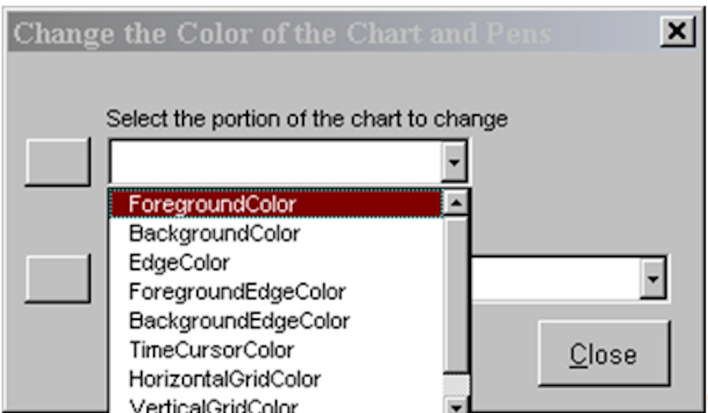 Change the Color of the Chart and Pens
Select the portion of the chart to change
ForegroundColor
BackgroundColor
EdgeColor
ForegroundEdgeColor
BackgroundEdgeColor
TimeCursorColor
HorizontalGridColor
VerticalGridColor
Close